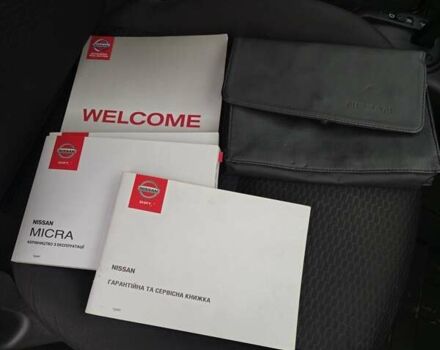 NISSAN
WELCOME
NISSAN
NISSAN
NISSAN
MICRA
КЕРІВНИЦТВО З ЕКСПЛУАТАЦІЇ
NISSAN
ГАРАНТІЙНА ТА СЕРВІСНА КНИЖКА